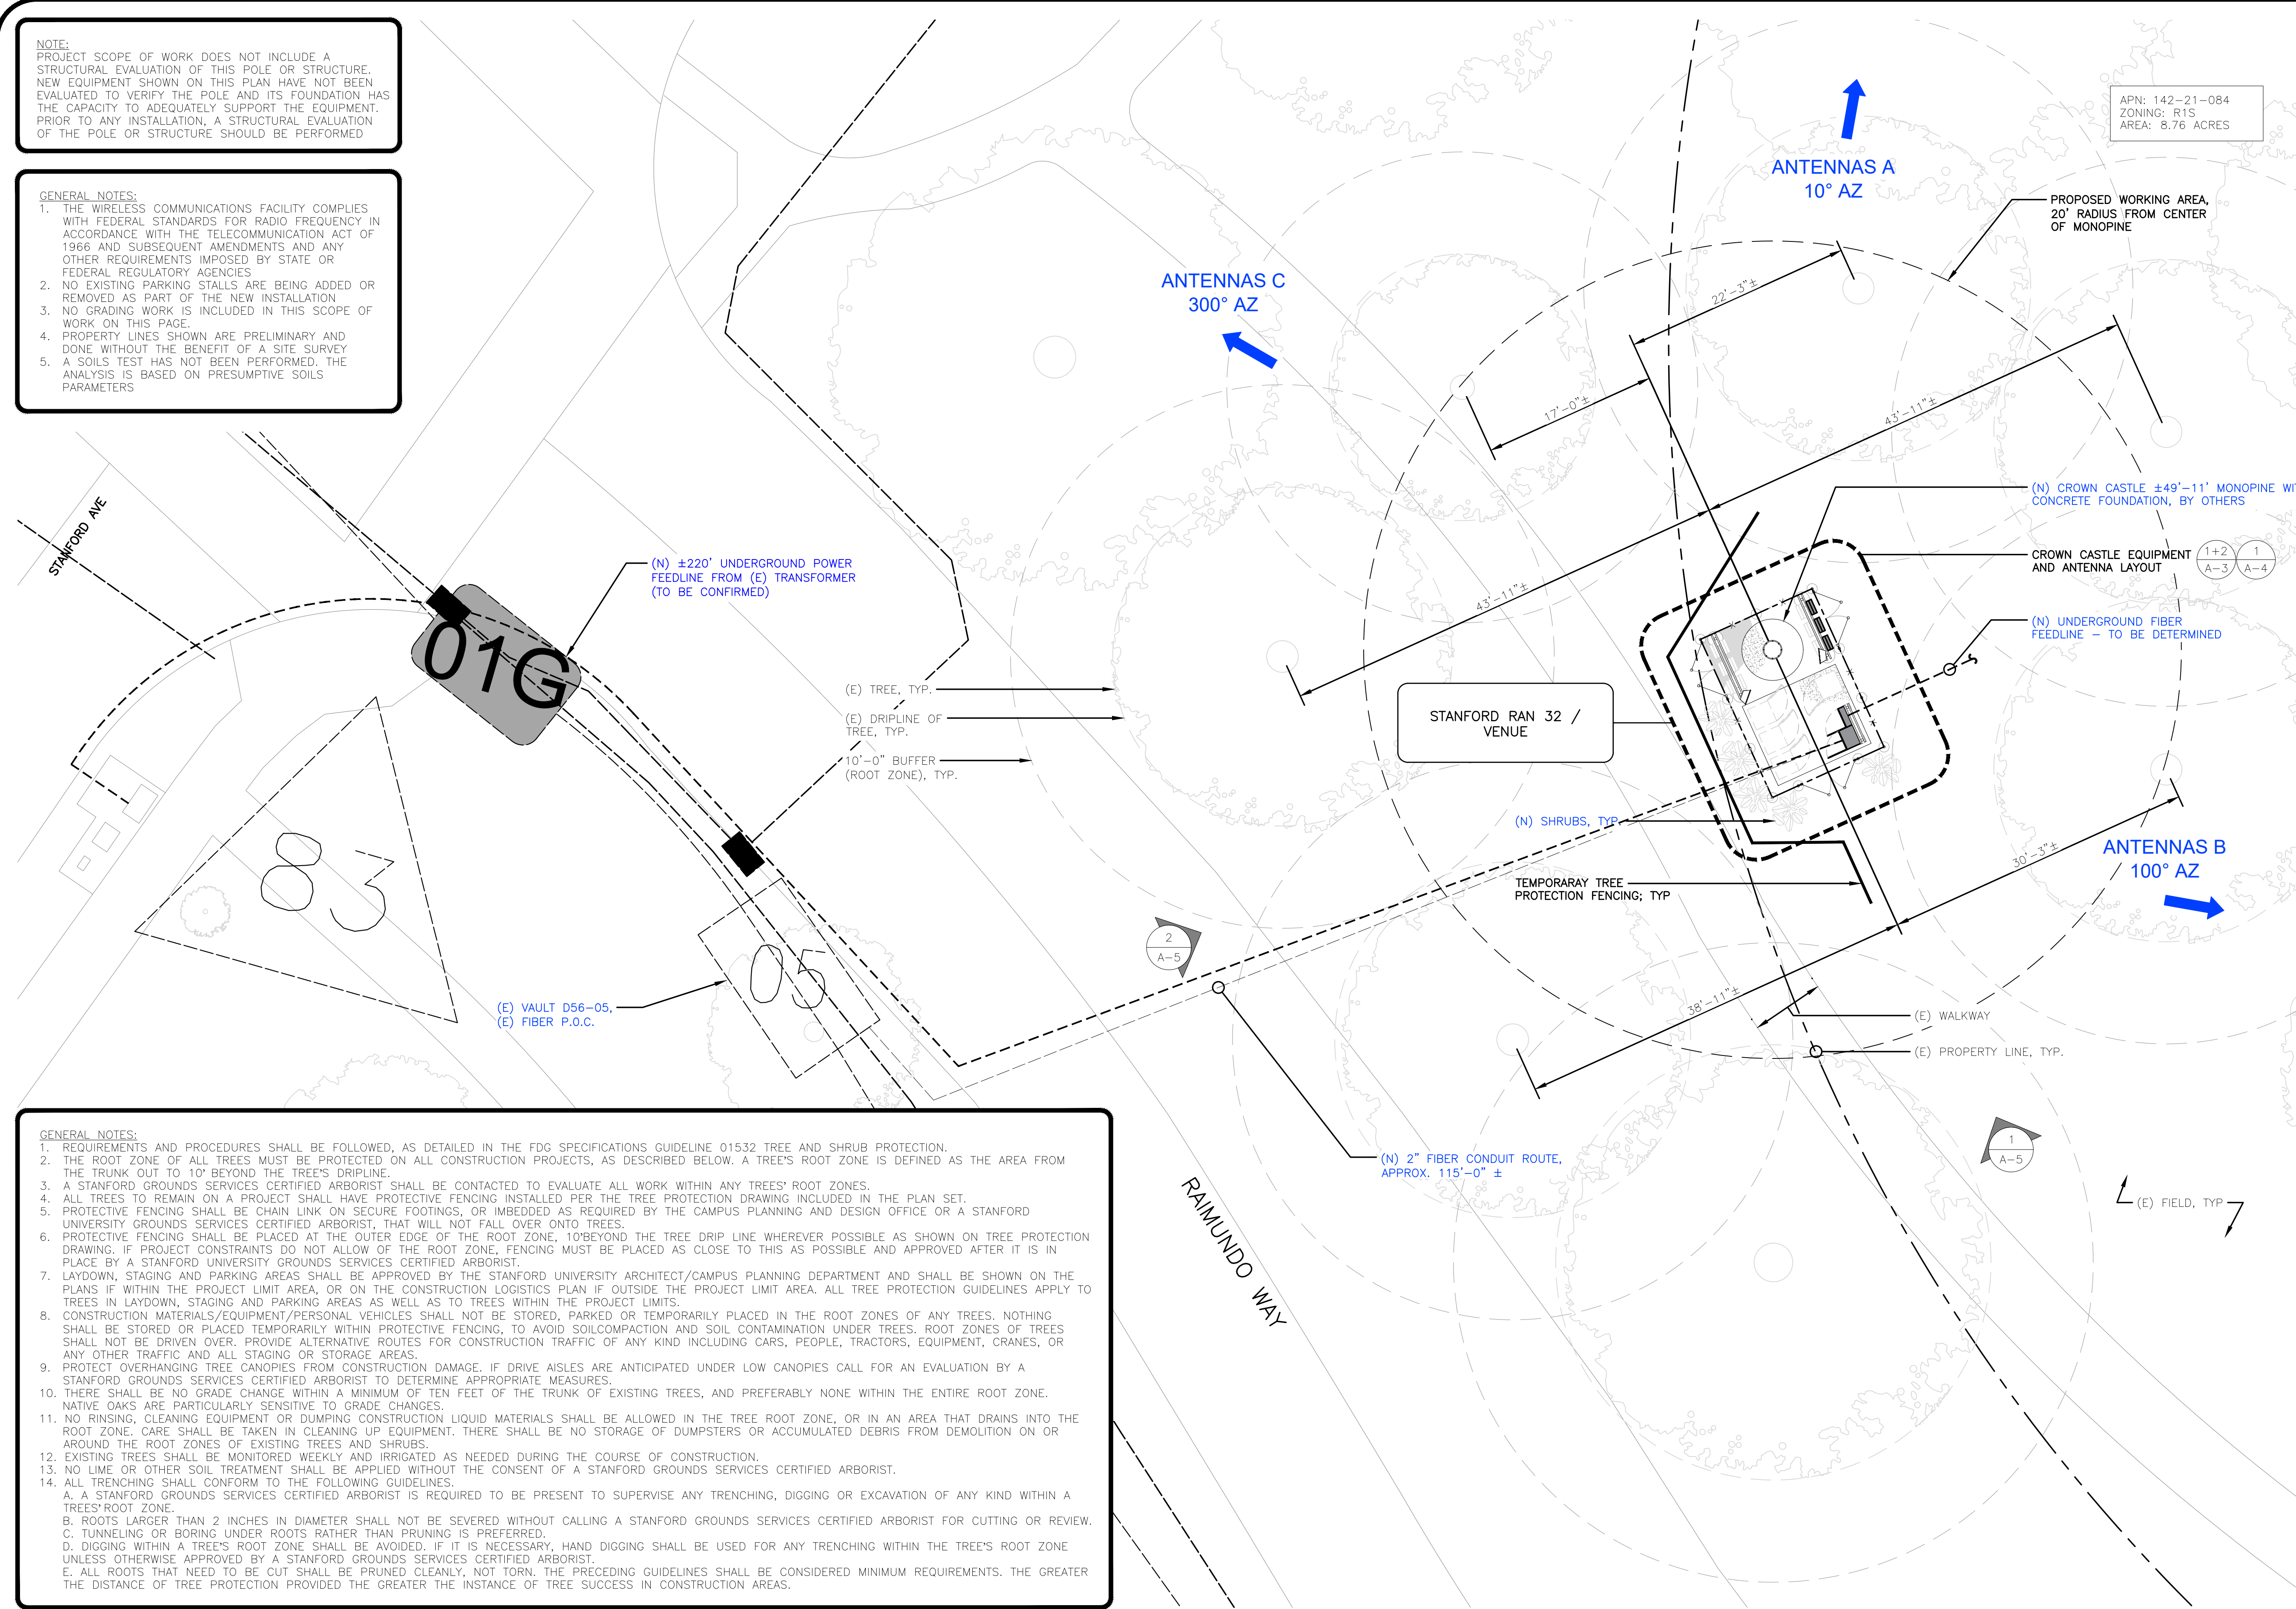 NOTE:
PROJECT SCOPE OF WORK DOES NOT INCLUDE A
STRUCTURAL EVALUATION OF THIS POLE OR STRUCTURE.
NEW EQUIPMENT SHOWN ON THIS PLAN HAVE NOT BEEN
EVALUATED TO VERIFY THE POLE AND ITS FOUNDATION HAS
THE CAPACITY TO ADEQUATELY SUPPORT THE EQUIPMENT.
PRIOR TO ANY INSTALLATION, A STRUCTURAL EVALUATION
OF THE POLE OR STRUCTURE SHOULD BE PERFORMED
GENERAL NOTES:
1. THE WIRELESS COMMUNICATIONS FACILITY COMPLIES
WITH FEDERAL STANDARDS FOR RADIO FREQUENCY IN
ACCORDANCE WITH THE TELECOMMUNICATION ACT OF
1966 AND SUBSEQUENT AMENDMENTS AND ANY
OTHER REQUIREMENTS IMPOSED BY STATE OR
FEDERAL REGULATORY AGENCIES
2. NO EXISTING PARKING STALLS ARE BEING ADDED OR
REMOVED AS PART OF THE NEW INSTALLATION
3. NO GRADING WORK IS INCLUDED IN THIS SCOPE OF
WORK ON THIS PAGE.
4. PROPERTY LINES SHOWN ARE PRELIMINARY AND
DONE WITHOUT THE BENEFIT OF A SITE SURVEY
5. A SOILS TEST HAS NOT BEEN PERFORMED. THE
ANALYSIS IS BASED ON PRESUMPTIVE SOILS
PARAMETERS
APN: 142-21-084
ZONING: R1S
AREA: 8.76 ACRES
ANTENNAS A
10° AZ
PROPOSED WORKING AREA,
20' RADIUS FROM CENTER
OF MONOPINE
ANTENNAS C
300° AZ
22'-3"±
17'-0"±
43'-11"±
43'-11"±
(N) CROWN CASTLE ±49'-11' MONOPINE WI
CONCRETE FOUNDATION, BY OTHERS
CROWN CASTLE EQUIPMENT
AND ANTENNA LAYOUT
1+2
A-3
1
A-4
(N) UNDERGROUND FIBER
FEEDLINE - TO BE DETERMINED
STANFORD AVE
(N) ±220' UNDERGROUND POWER
FEEDLINE FROM (E) TRANSFORMER
(TO BE CONFIRMED)
01G
(E) TREE, TYP.
(E) DRIPLINE OF
TREE, TYP.
10'-0" BUFFER
(ROOT ZONE), TYP.
STANFORD RAN 32 /
VENUE
(N) SHRUBS, TYP
TEMPORARAY TREE
PROTECTION FENCING; TYP
30'-3"±
ANTENNAS B
100° AZ
83
05
2
A-5
(E) VAULT D56-05,
(E) FIBER P.O.C.
38'-11"±
(E) WALKWAY
(E) PROPERTY LINE, TYP.
(N) 2" FIBER CONDUIT ROUTE,
APPROX. 115'-0" ±
1
A-5
(E) FIELD, TYP
RAIMUNDO WAY
GENERAL NOTES:
1. REQUIREMENTS AND PROCEDURES SHALL BE FOLLOWED, AS DETAILED IN THE FDG SPECIFICATIONS GUIDELINE 01532 TREE AND SHRUB PROTECTION.
2. THE ROOT ZONE OF ALL TREES MUST BE PROTECTED ON ALL CONSTRUCTION PROJECTS, AS DESCRIBED BELOW. A TREE'S ROOT ZONE IS DEFINED AS THE AREA FROM
THE TRUNK OUT TO 10' BEYOND THE TREE'S DRIPLINE.
3. A STANFORD GROUNDS SERVICES CERTIFIED ARBORIST SHALL BE CONTACTED TO EVALUATE ALL WORK WITHIN ANY TREES' ROOT ZONES.
4. ALL TREES TO REMAIN ON A PROJECT SHALL HAVE PROTECTIVE FENCING INSTALLED PER THE TREE PROTECTION DRAWING INCLUDED IN THE PLAN SET.
5. PROTECTIVE FENCING SHALL BE CHAIN LINK ON SECURE FOOTINGS, OR IMBEDED AS REQUIRED BY THE CAMPUS PLANNING AND DESIGN OFFICE OR A STANFORD
UNIVERSITY GROUNDS SERVICES CERTIFIED ARBORIST, THAT WILL NOT FALL OVER ONTO TREES.
6. PROTECTIVE FENCING SHALL BE PLACED AT THE OUTER EDGE OF THE ROOT ZONE, 10'BEYOND THE TREE DRIP LINE WHEREVER POSSIBLE AS SHOWN ON TREE PROTECTION
DRAWING. IF PROJECT CONSTRAINTS DO NOT ALLOW OF THE ROOT ZONE, FENCING MUST BE PLACED AS CLOSE TO THIS AS POSSIBLE AND APPROVED AFTER IT IS IN
PLACE BY A STANFORD UNIVERSITY GROUNDS SERVICES CERTIFIED ARBORIST.
7. LAYDOWN, STAGING AND PARKING AREAS SHALL BE APPROVED BY THE STANFORD UNIVERSITY ARCHITECT/CAMPUS PLANNING DEPARTMENT AND SHALL BE SHOWN ON THE
PLANS IF WITHIN THE PROJECT LIMIT AREA, OR ON THE CONSTRUCTION LOGISTICS PLAN IF OUTSIDE THE PROJECT LIMIT AREA. ALL TREE PROTECTION GUIDELINES APPLY TO
TREES IN LAYDOWN, STAGING AND PARKING AREAS AS WELL AS TO TREES WITHIN THE PROJECT LIMITS.
8. CONSTRUCTION MATERIALS/EQUIPMENT/PERSONAL VEHICLES SHALL NOT BE STORED, PARKED OR TEMPORARILY PLACED IN THE ROOT ZONES OF ANY TREES. NOTHING
SHALL BE STORED OR PLACED TEMPORARILY WITHIN PROTECTIVE FENCING, TO AVOID SOILCOMPACTION AND SOIL CONTAMINATION UNDER TREES. ROOT ZONES OF TREES
SHALL NOT BE DRIVEN OVER. PROVIDE ALTERNATIVE ROUTES FOR CONSTRUCTION TRAFFIC OF ANY KIND INCLUDING CARS, PEOPLE, TRACTORS, EQUIPMENT, CRANES, OR
ANY OTHER TRAFFIC AND ALL STAGING OR STORAGE AREAS.
9. PROTECT OVERHANGING TREE CANOPIES FROM CONSTRUCTION DAMAGE. IF DRIVE AISLES ARE ANTICIPATED UNDER LOW CANOPIES CALL FOR AN EVALUATION BY A
STANFORD GROUNDS SERVICES CERTIFIED ARBORIST TO DETERMINE APPROPRIATE MEASURES.
10. THERE SHALL BE NO GRADE CHANGE WITHIN A MINIMUM OF TEN FEET OF THE TRUNK OF EXISTING TREES, AND PREFERABLY NONE WITHIN THE ENTIRE ROOT ZONE.
NATIVE OAKS ARE PARTICULARLY SENSITIVE TO GRADE CHANGES.
11. NO RINSING, CLEANING EQUIPMENT OR DUMPING CONSTRUCTION LIQUID MATERIALS SHALL BE ALLOWED IN THE TREE ROOT ZONE, OR IN AN AREA THAT DRAINS INTO THE
ROOT ZONE. CARE SHALL BE TAKEN IN CLEANING UP EQUIPMENT. THERE SHALL BE NO STORAGE OF DUMPSTERS OR ACCUMULATED DEBRIS FROM DEMOLITION ON OR
AROUND THE ROOT ZONES OF EXISTING TREES AND SHRUBS.
12. EXISTING TREES SHALL BE MONITORED WEEKLY AND IRRIGATED AS NEEDED DURING THE COURSE OF CONSTRUCTION.
13. NO LIME OR OTHER SOIL TREATMENT SHALL BE APPLIED WITHOUT THE CONSENT OF A STANFORD GROUNDS SERVICES CERTIFIED ARBORIST.
14. ALL TRENCHING SHALL CONFORM TO THE FOLLOWING GUIDELINES.
A. A STANFORD GROUNDS SERVICES CERTIFIED ARBORIST IS REQUIRED TO BE PRESENT TO SUPERVISE ANY TRENCHING, DIGGING OR EXCAVATION OF ANY KIND WITHIN A
TREES' ROOT ZONE.
B. ROOTS LARGER THAN 2 INCHES IN DIAMETER SHALL NOT BE SEVERED WITHOUT CALLING A STANFORD GROUNDS SERVICES CERTIFIED ARBORIST FOR CUTTING OR REVIEW.
C. TUNNELING OR BORING UNDER ROOTS RATHER THAN PRUNING IS PREFERRED.
D. DIGGING WITHIN A TREE'S ROOT ZONE SHALL BE AVOIDED. IF IT IS NECESSARY, HAND DIGGING SHALL BE USED FOR ANY TRENCHING WITHIN THE TREE'S ROOT ZONE
UNLESS OTHERWISE APPROVED BY A STANFORD GROUNDS SERVICES CERTIFIED ARBORIST.
E. ALL ROOTS THAT NEED TO BE CUT SHALL BE PRUNED CLEANLY, NOT TORN. THE PRECEDING GUIDELINES SHALL BE CONSIDERED MINIMUM REQUIREMENTS. THE GREATER
THE DISTANCE OF TREE PROTECTION PROVIDED THE GREATER THE INSTANCE OF TREE SUCCESS IN CONSTRUCTION AREAS.